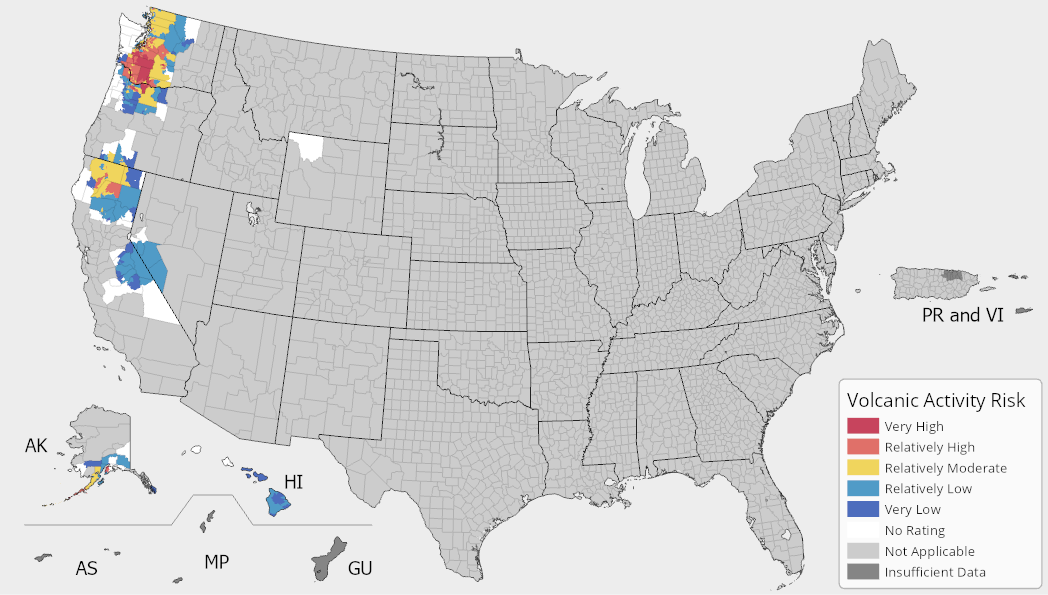 PR and VI
Volcanic Activity Risk
Very High
Relatively High
Relatively Moderate
Relatively Low
Very Low
No Rating
Not Applicable
Insufficient Data
AK
HI
AS
MP
GU